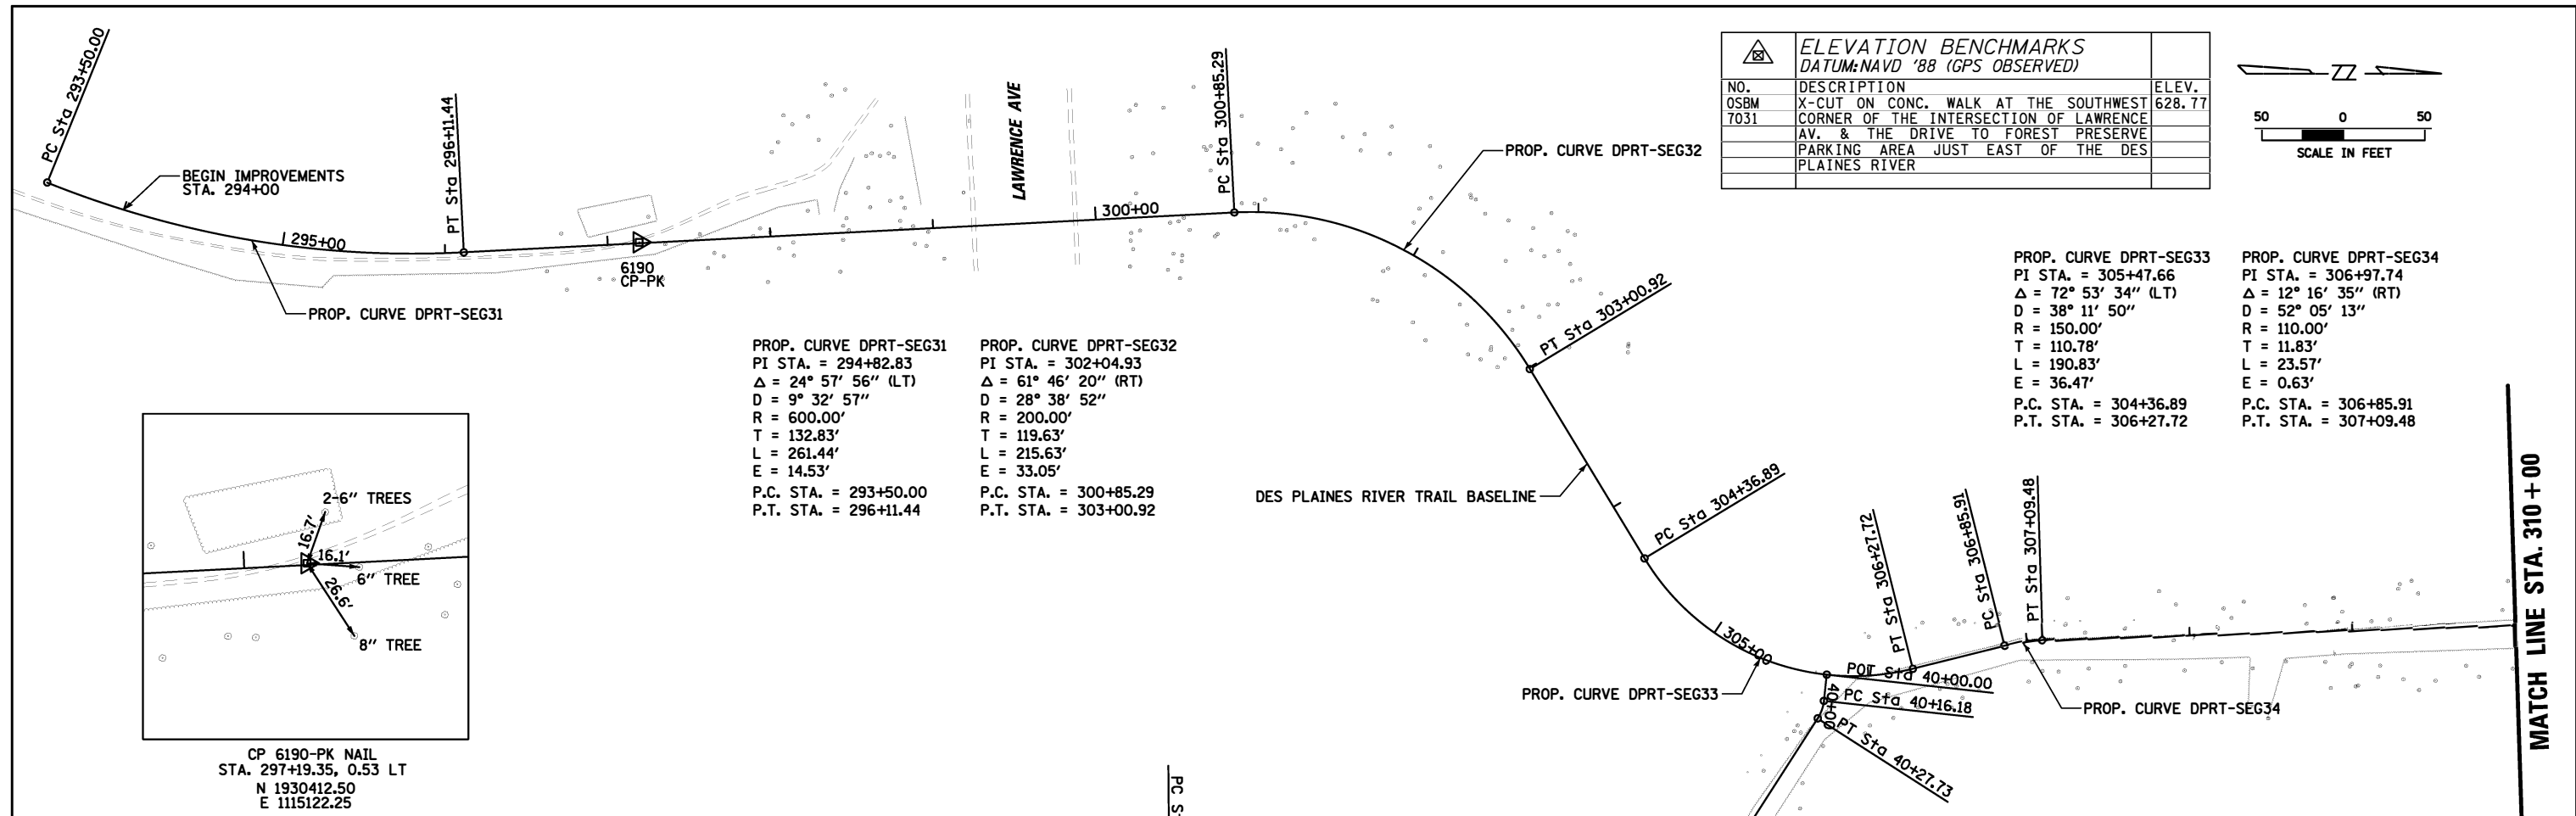 PC Sta 293+50.00
BEGIN IMPROVEMENTS
STA. 294+00
295+00
PROP. CURVE DPRT-SEG31
PT Sta 296+11.44
6190
CP-PK
LAWRENCE AVE
300+00
PC Sta 300+85.29
PROP. CURVE DPRT-SEG32
PT Sta 303+00.92
ELEVATION BENCHMARKS
DATUM:NAVD '88 (GPS OBSERVED)
NO. DESCRIPTION ELEV.
0SBM X-CUT ON CONC. WALK AT THE SOUTHWEST 628.77
7031 CORNER OF THE INTERSECTION OF LAWRENCE
AV. & THE DRIVE TO FOREST PRESERVE
PARKING AREA JUST EAST OF THE DES
PLAINES RIVER
Z
50 0 50
SCALE IN FEET
PROP. CURVE DPRT-SEG31
PI STA. = 294+82.83
Δ = 24° 57' 56" (LT)
D = 9° 32' 57"
R = 600.00'
T = 132.83'
L = 261.44'
E = 14.53'
P.C. STA. = 293+50.00
P.T. STA. = 296+11.44
PROP. CURVE DPRT-SEG32
PI STA. = 302+04.93
Δ = 61° 46' 20" (RT)
D = 28° 38' 52"
R = 200.00'
T = 119.63'
L = 215.63'
E = 33.05'
P.C. STA. = 300+85.29
P.T. STA. = 303+00.92
PROP. CURVE DPRT-SEG33
PI STA. = 305+47.66
Δ = 72° 53' 34" (LT)
D = 38° 11' 50"
R = 150.00'
T = 110.78'
L = 190.83'
E = 36.47'
P.C. STA. = 304+36.89
P.T. STA. = 306+27.72
PROP. CURVE DPRT-SEG34
PI STA. = 306+97.74
Δ = 12° 16' 35" (RT)
D = 52° 05' 13"
R = 110.00'
T = 11.83'
L = 23.57'
E = 0.63'
P.C. STA. = 306+85.91
P.T. STA. = 307+09.48
2-6" TREES
16.7'
16.1'
6" TREE
26.6'
8" TREE
CP 6190-PK NAIL
STA. 297+19.35, 0.53 LT
N 1930412.50
E 1115122.25
DES PLAINES RIVER TRAIL BASELINE
PC Sta 304+36.89
305+00
PROP. CURVE DPRT-SEG33
PT Sta 306+27.72
PC Sta 306+85.91
PT Sta 307+09.48
POT Sta 40+00.00
40+00
PC Sta 40+16.18
PT Sta 40+27.73
PROP. CURVE DPRT-SEG34
MATCH LINE STA. 310+00
PC S